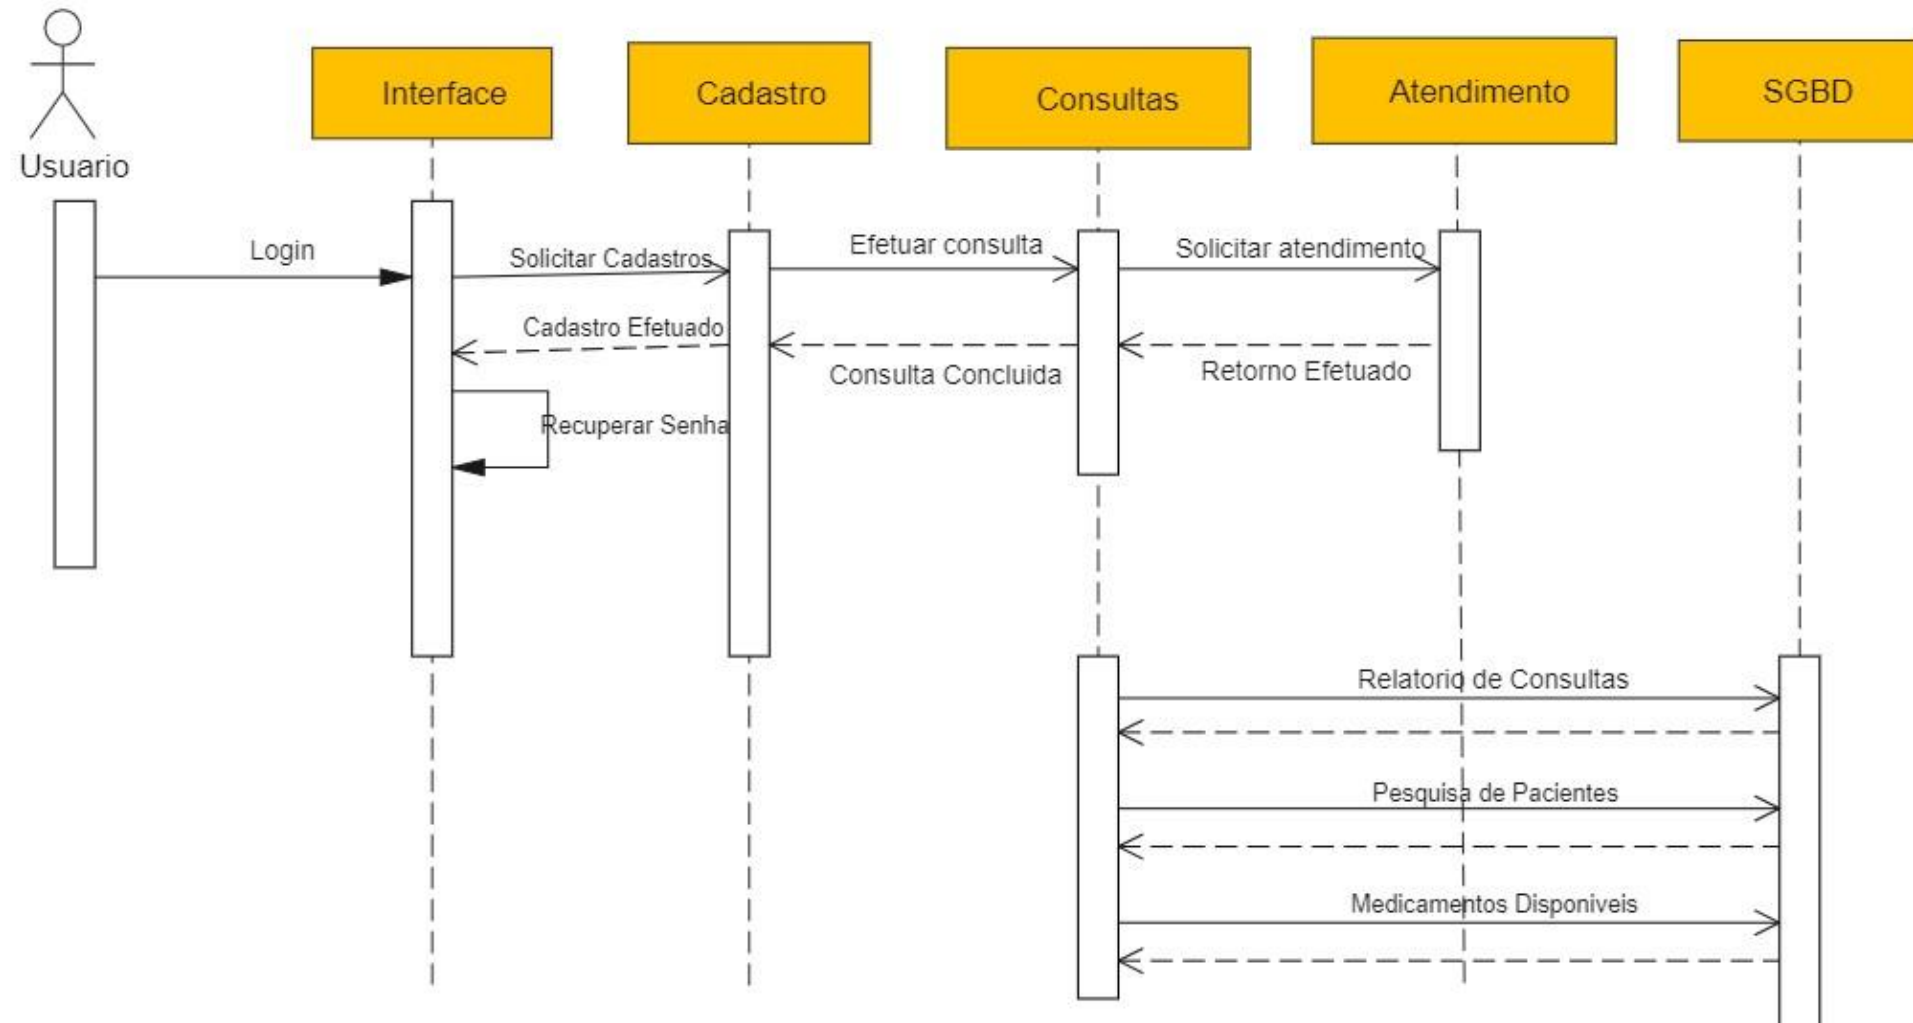 Usuario
Interface
Cadastro
Consultas
Atendimento
SGBD
Login
Solicitar Cadastros
Efetuar consulta
Solicitar atendimento
Cadastro Efetuado
Consulta Concluida
Retorno Efetuado
Recuperar Senha
Relatorio de Consultas
Pesquisa de Pacientes
Medicamentos Disponiveis